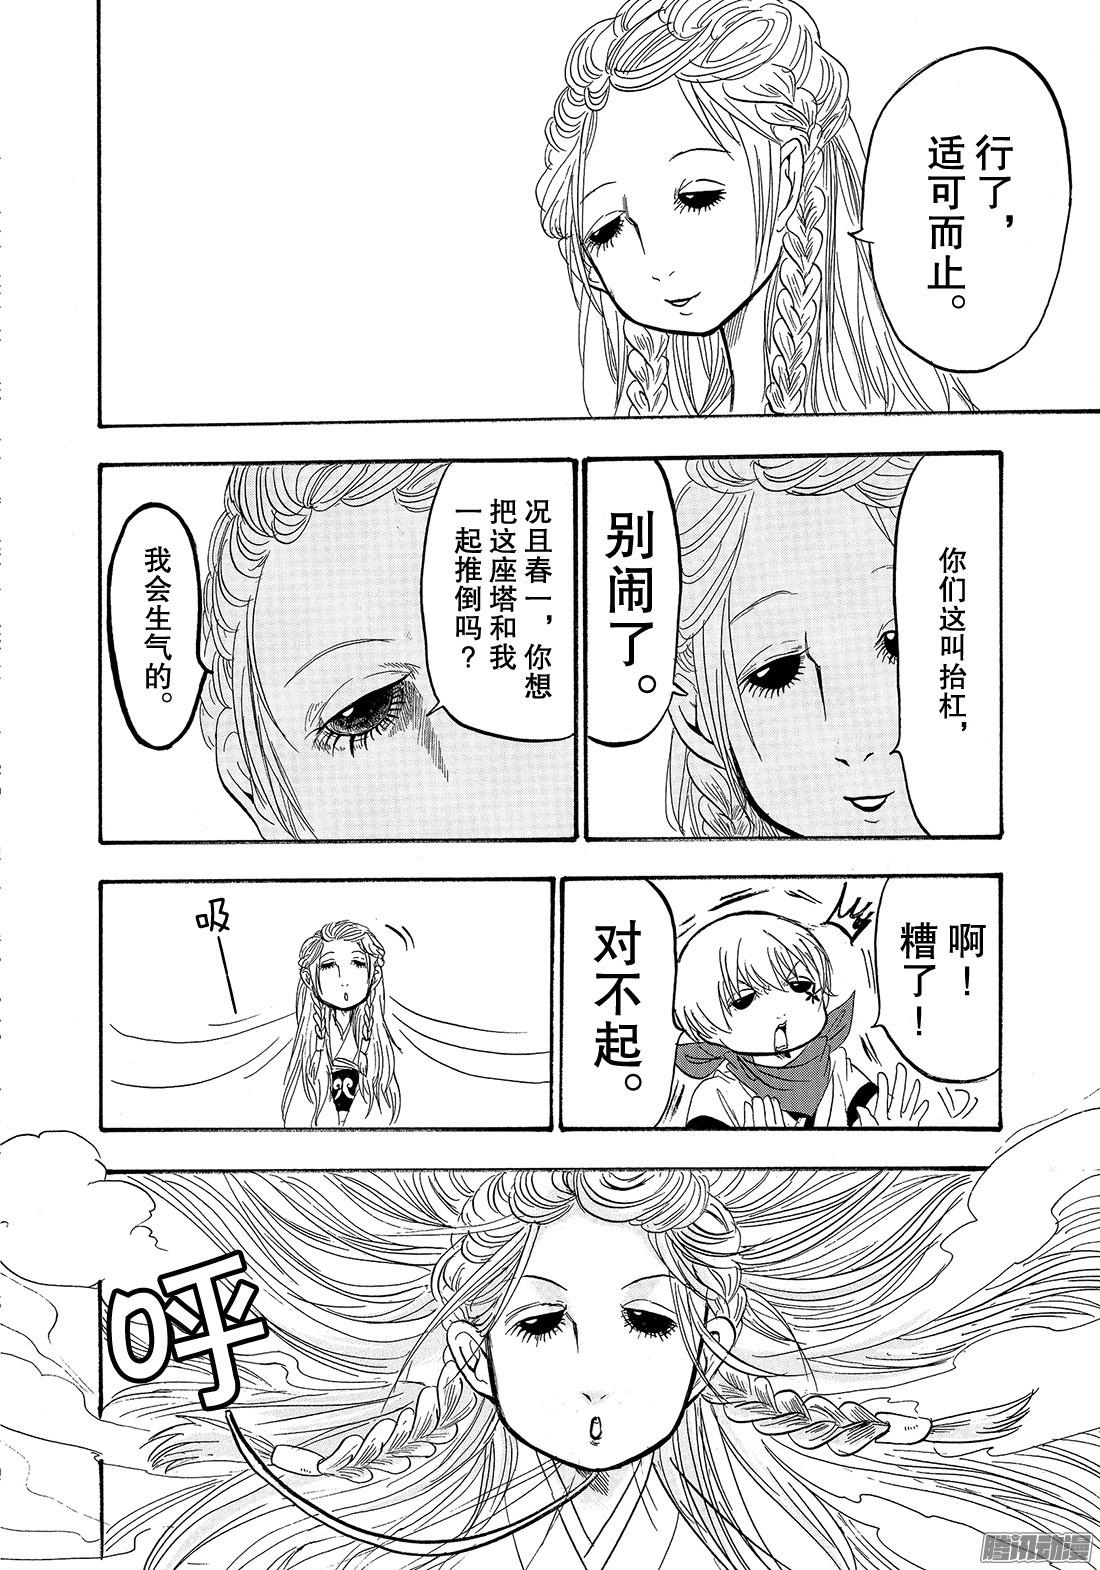 行了，
适可而止。
你们这叫抬杠，
别闹了。
况且春一，你想
把这座塔和我
一起推倒吗？
我会生气的。
啊！
糟了！
对不起。
吸
呼
腾讯动漫